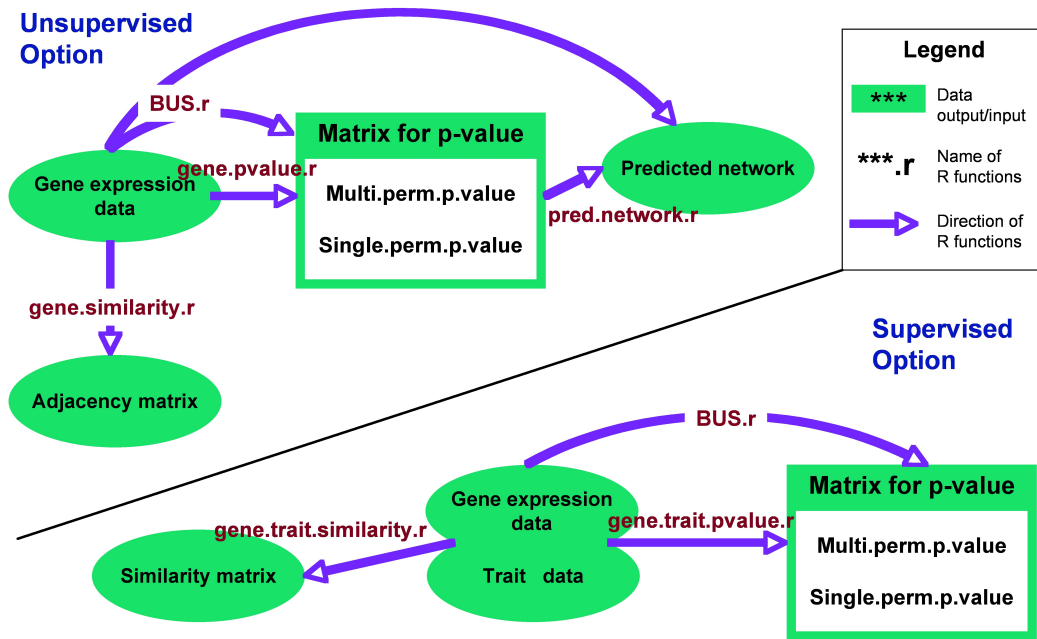 Unsupervised
Option
BUS.r
Matrix for p-value
gene.pvalue.r
Gene expression
data
Multi.perm.p.value
Single.perm.p.value
Predicted network
pred.network.r
gene.similarity.r
Adjacency matrix
Legend
*** Data
output/input
***.r Name of
R functions
Direction of
R functions
Supervised
Option
BUS.r
Matrix for p-value
Gene expression
data
gene.trait.pvalue.r
gene.trait.similarity.r
Similarity matrix
Trait data
Multi.perm.p.value
Single.perm.p.value